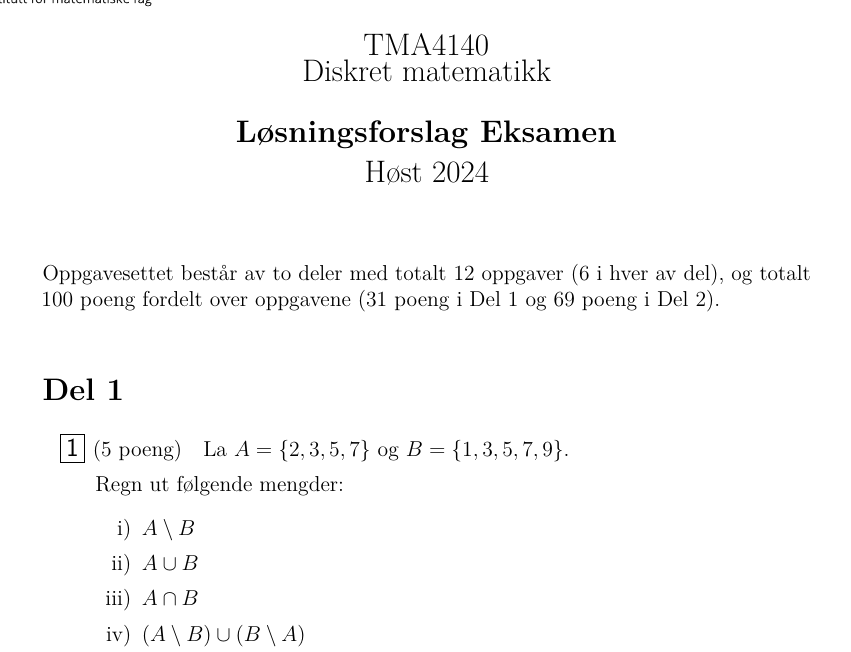 for matematiske fag
TMA4140
Diskret matematikk
Løsningsforslag Eksamen
Høst 2024
Oppgavesettet består av to deler med totalt 12 oppgaver (6 i hver av del), og totalt
100 poeng fordelt over oppgavene (31 poeng i Del 1 og 69 poeng i Del 2).
Del 1
1 (5 poeng) La A = {2, 3, 5, 7} og B = {1, 3, 5, 7, 9}.
Regn ut følgende mengder:
i) A \ B
ii) A ∪ B
iii) A ∩ B
iv) (A \ B) ∪ (B \ A)